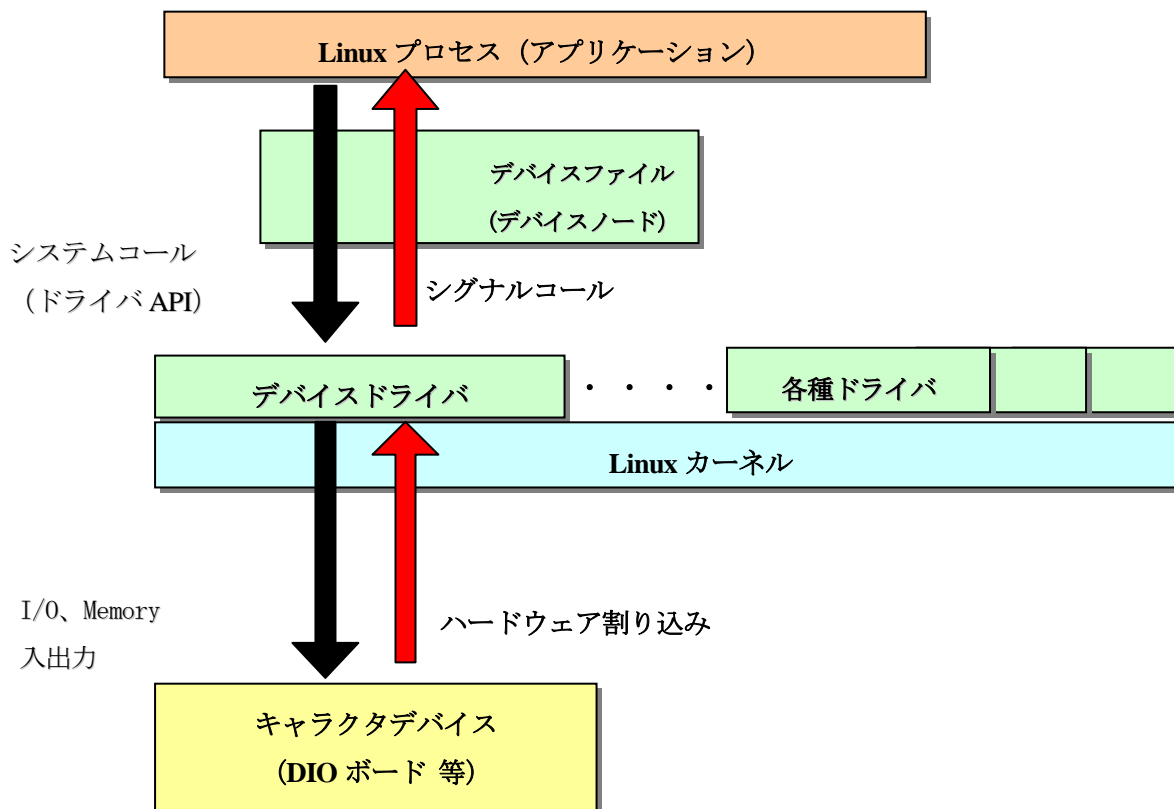 Linux プロセス（アプリケーション）
デバイスファイル
(デバイスノード)
システムコール
（ドライバ API）
シグナルコール
デバイスドライバ
・・・・
各種ドライバ
Linux カーネル
I/O、Memory
入出力
ハードウェア割り込み
キャラクタデバイス
（DIO ボード 等）